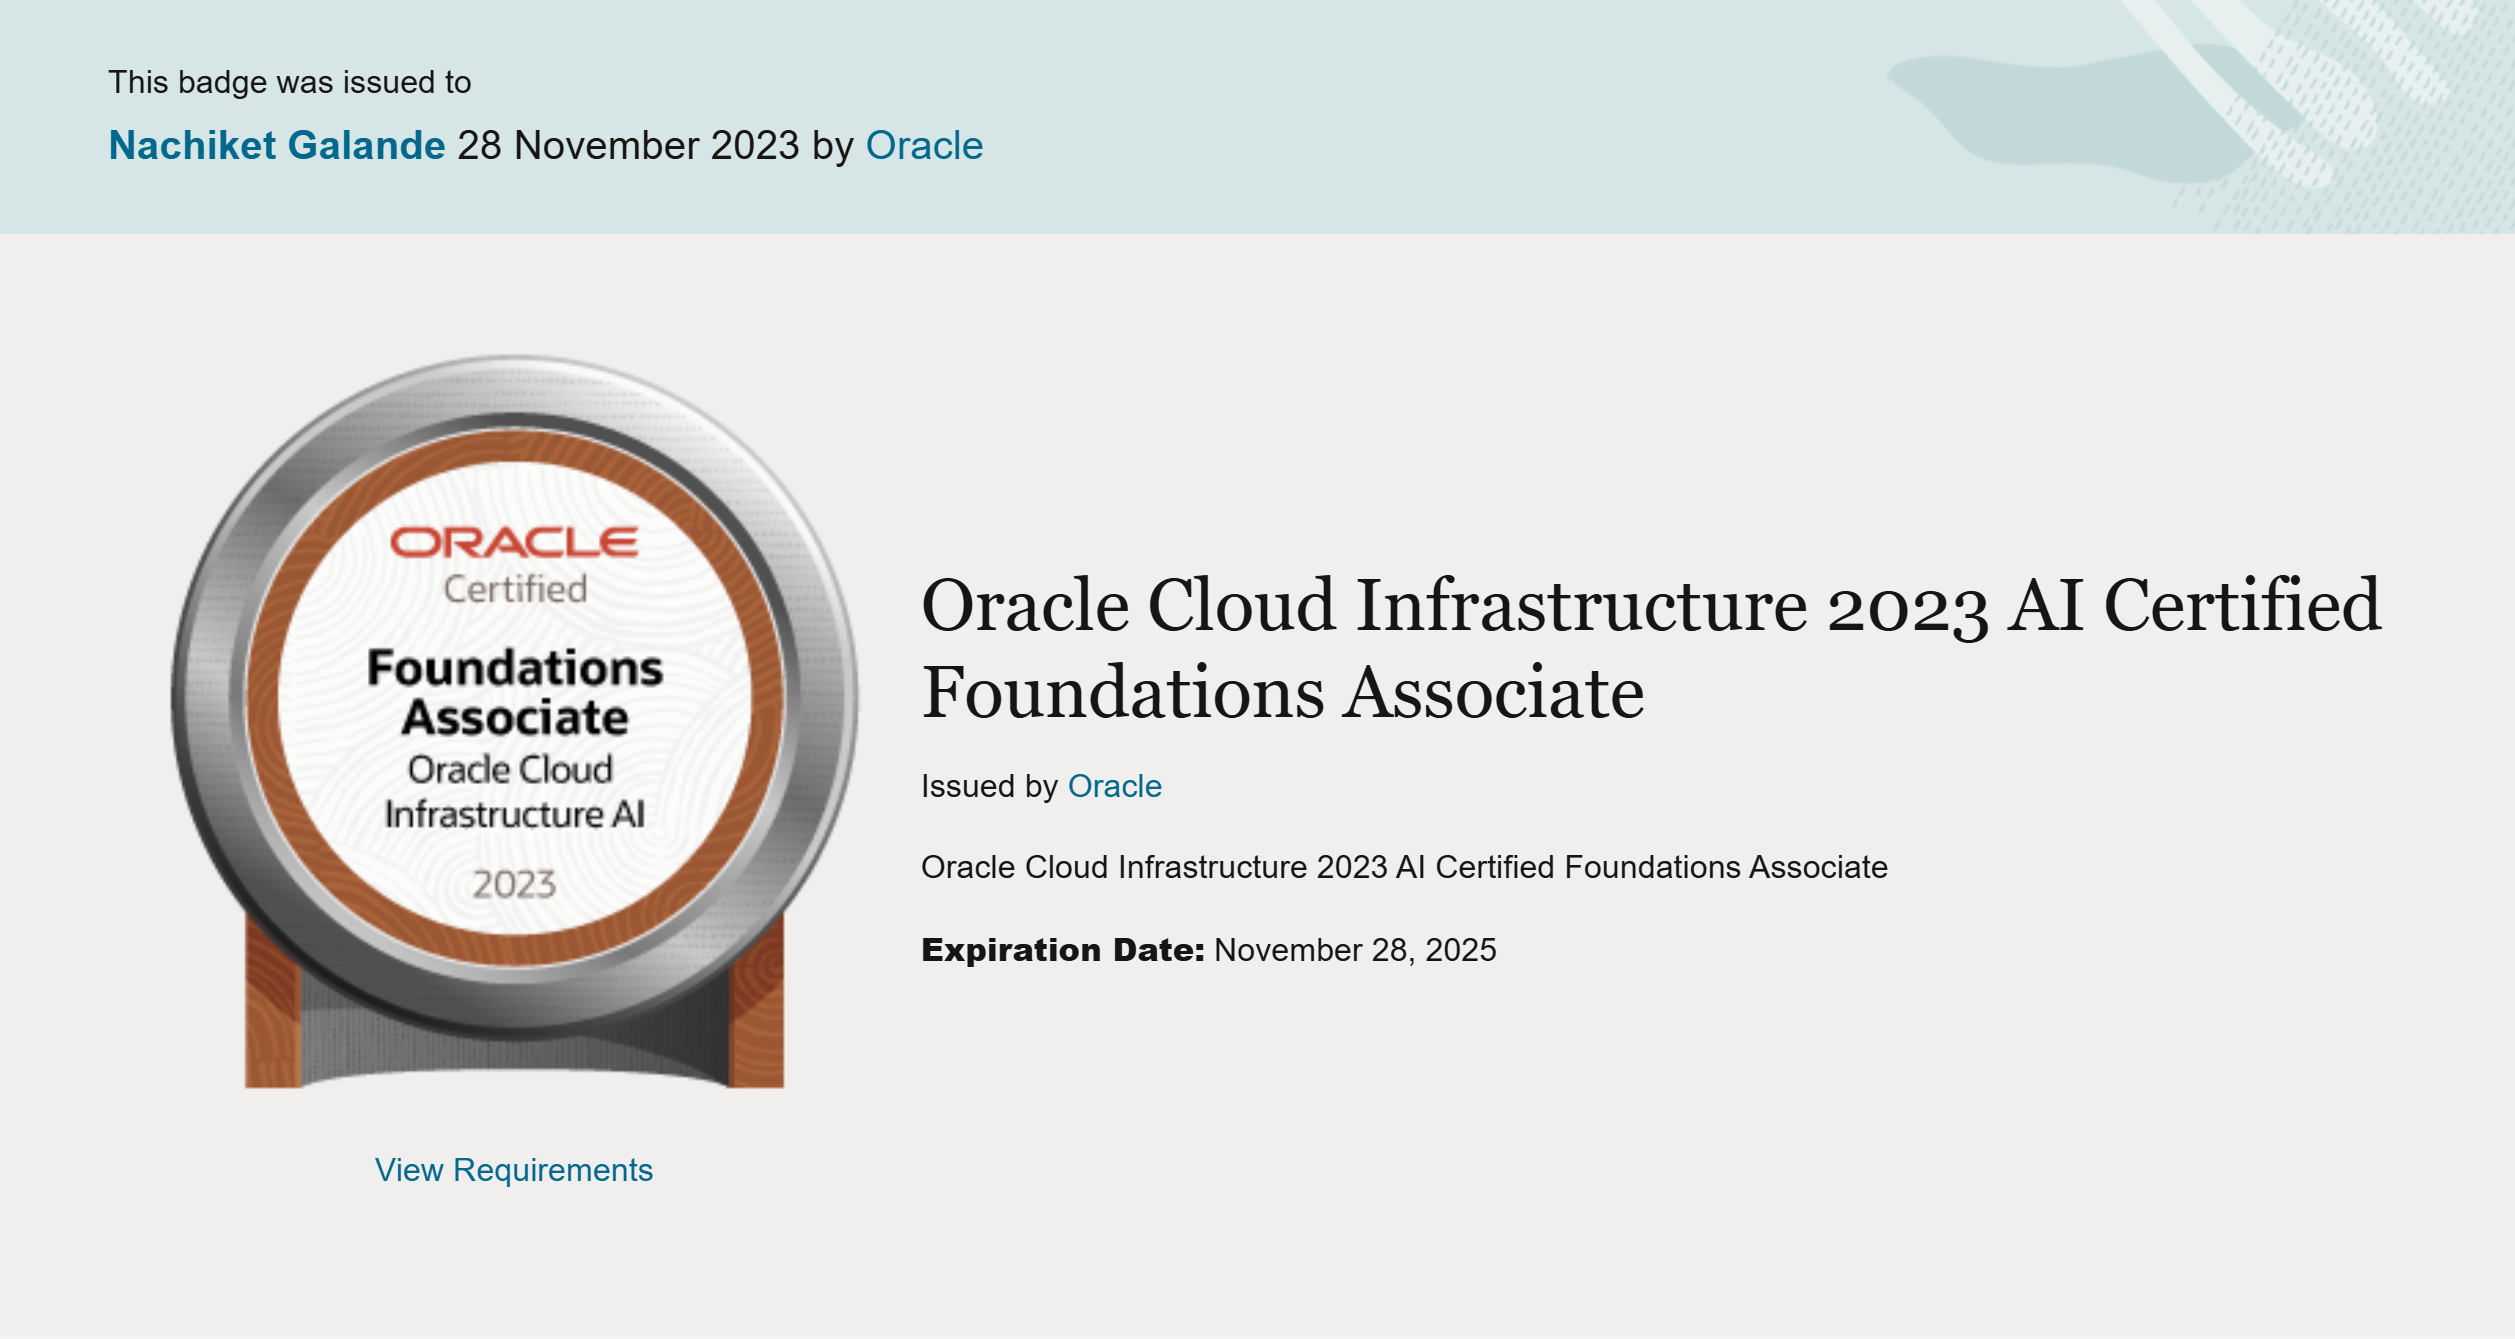 This badge was issued to
Nachiket Galande 28 November 2023 by Oracle
ORACLE
Certified
Foundations
Associate
Oracle Cloud
Infrastructure AI
2023
View Requirements
Oracle Cloud Infrastructure 2023 AI Certified
Foundations Associate
Issued by Oracle
Oracle Cloud Infrastructure 2023 AI Certified Foundations Associate
Expiration Date: November 28, 2025